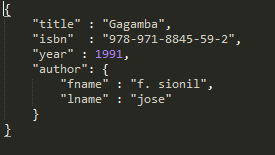 {
    "title" : "Gagamba",
    "isbn"  : "978-971-8845-59-2",
    "year" : 1991,
    "author": {
        "fname" : "f. sionil",
        "lname" : "jose"
    }
}